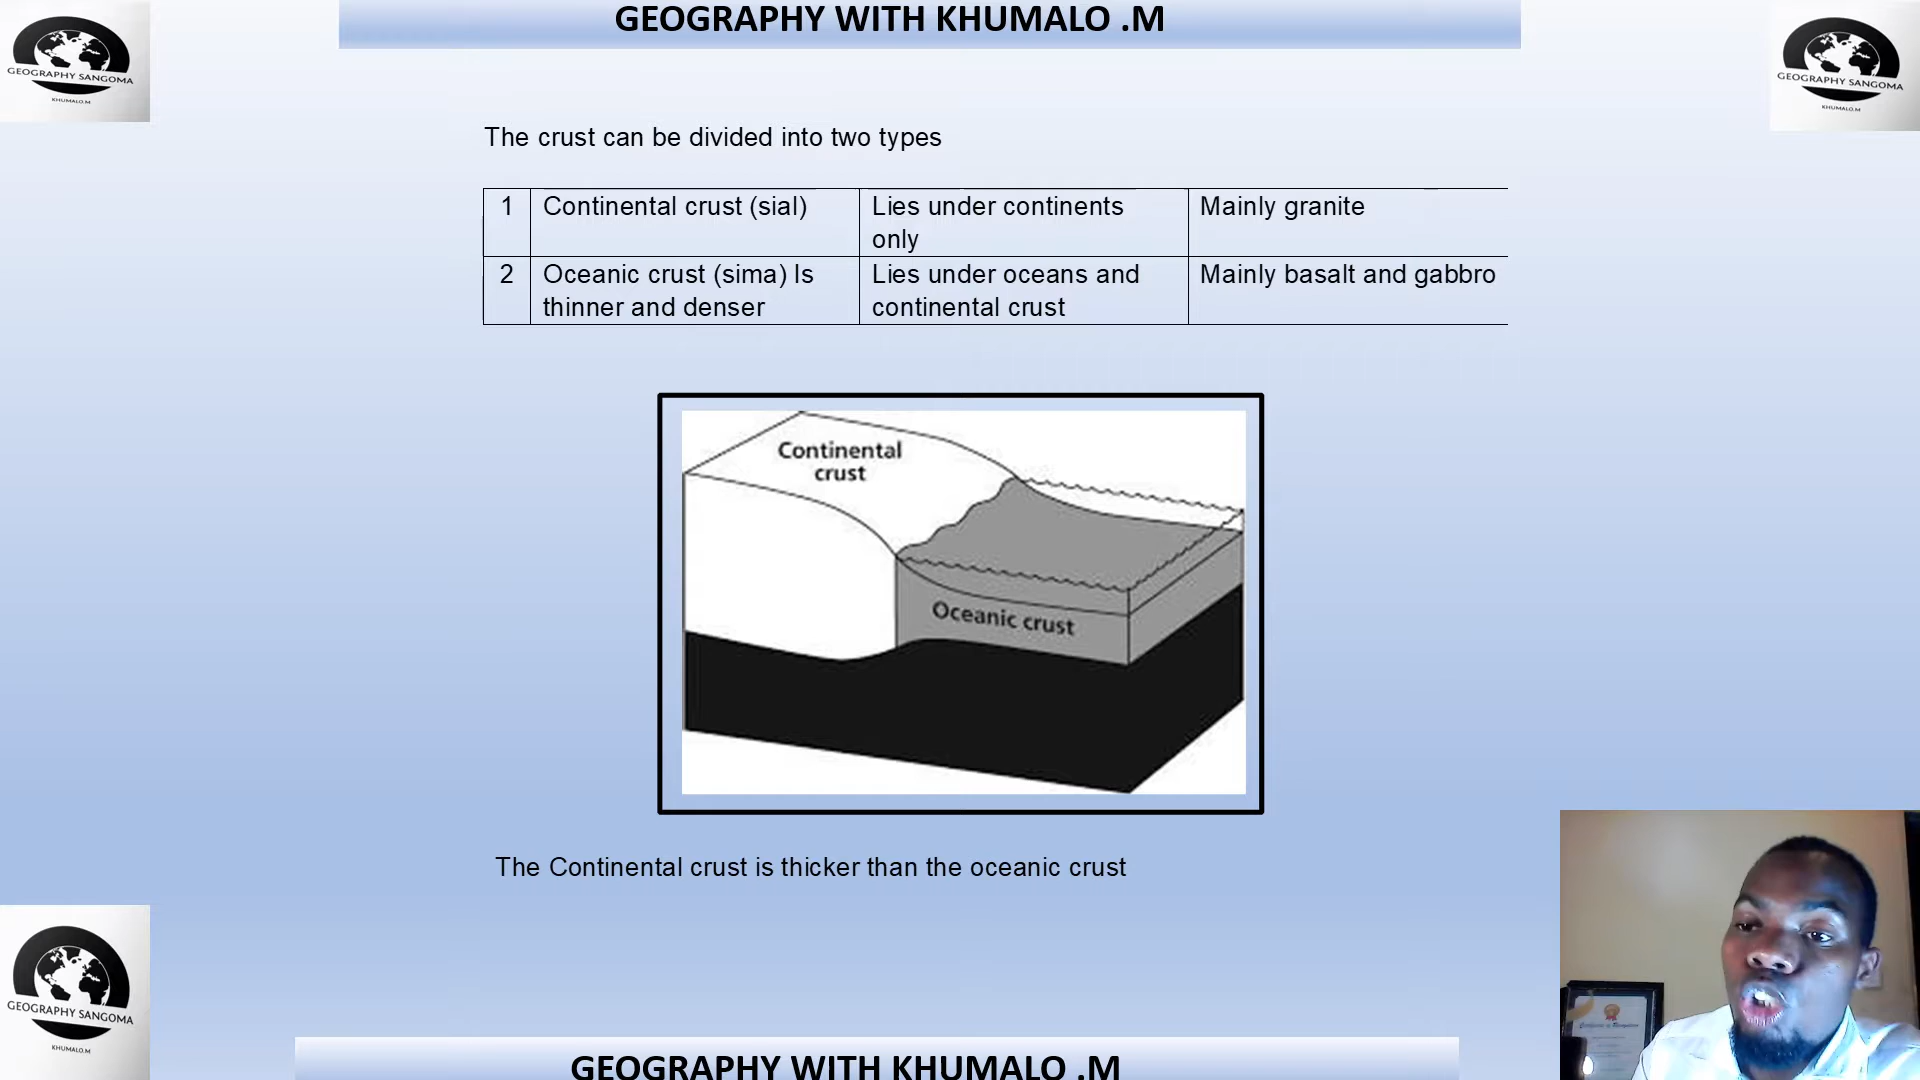 GEOGRAPHY WITH KHUMALO .M
GEOGRAPHY SANGOMA
KHUMALO.M
GEOGRAPHY SANGOMA
KHUMALO.M
The crust can be divided into two types
1 Continental crust (sial) Lies under continents only Mainly granite
2 Oceanic crust (sima) Is thinner and denser Lies under oceans and continental crust Mainly basalt and gabbro
Continental
crust
Oceanic crust
The Continental crust is thicker than the oceanic crust
GEOGRAPHY SANGOMA
KHUMALO.M
GEOGRAPHY WITH KHUMALO .M